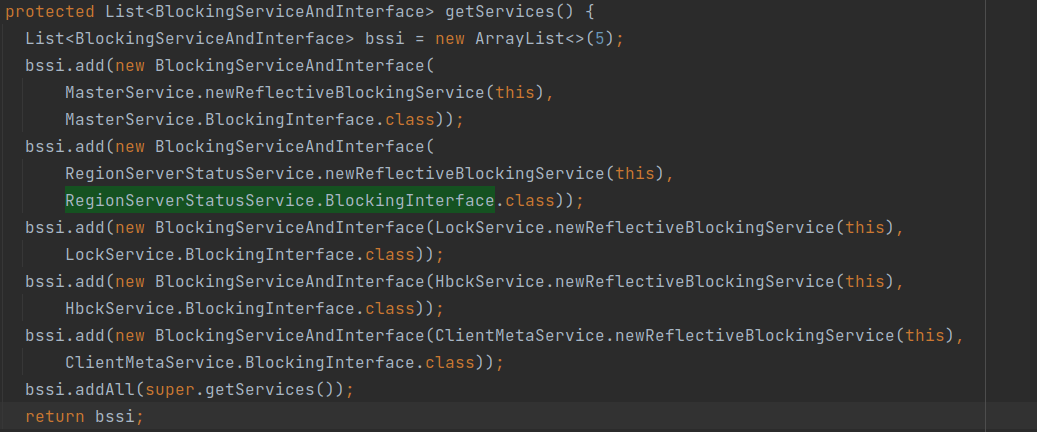 protected List<BlockingServiceAndInterface> getServices() {
  List<BlockingServiceAndInterface> bssi = new ArrayList<>(5);
  bssi.add(new BlockingServiceAndInterface(
      MasterService.newReflectiveBlockingService(this),
      MasterService.BlockingInterface.class));
  bssi.add(new BlockingServiceAndInterface(
      RegionServerStatusService.newReflectiveBlockingService(this),
      RegionServerStatusService.BlockingInterface.class));
  bssi.add(new BlockingServiceAndInterface(LockService.newReflectiveBlockingService(this),
      LockService.BlockingInterface.class));
  bssi.add(new BlockingServiceAndInterface(HbckService.newReflectiveBlockingService(this),
      HbckService.BlockingInterface.class));
  bssi.add(new BlockingServiceAndInterface(ClientMetaService.newReflectiveBlockingService(this),
      ClientMetaService.BlockingInterface.class));
  bssi.addAll(super.getServices());
  return bssi;